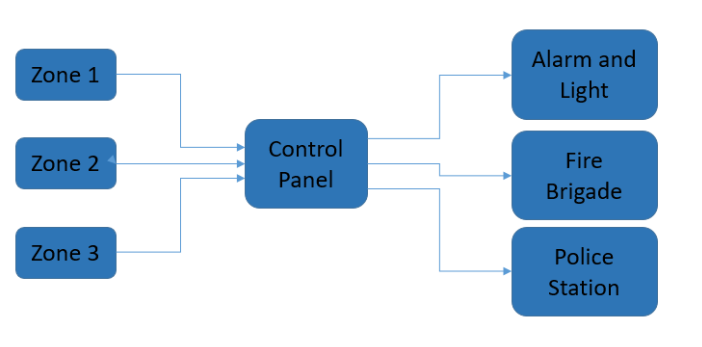 Zone 1
Zone 2
Zone 3
Control
Panel
Alarm and
Light
Fire
Brigade
Police
Station